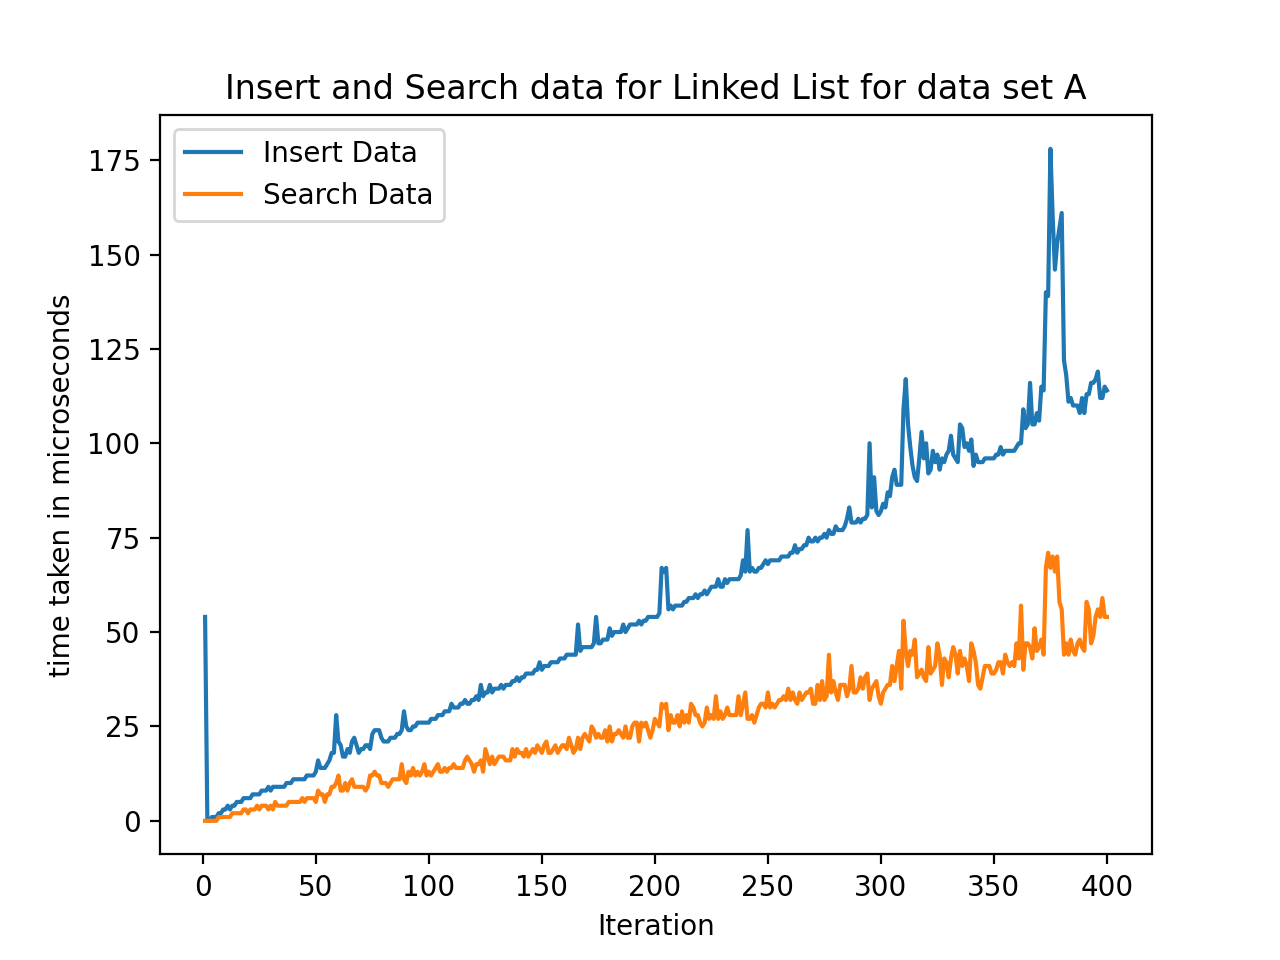 Insert and Search data for Linked List for data set A
Insert Data
Search Data
time taken in microseconds
175
150
125
100
75
50
25
0
0 50 100 150 200 250 300 350 400
Iteration